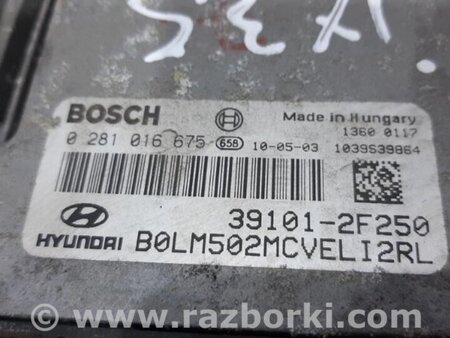 BOSCH
Made in Hungary
1360 0117
0 281 016 675 658 10-05-03 1039S39864
39101-2F250
HYUNDAI B0LM502MCVELI2RL
© www.razborki.com